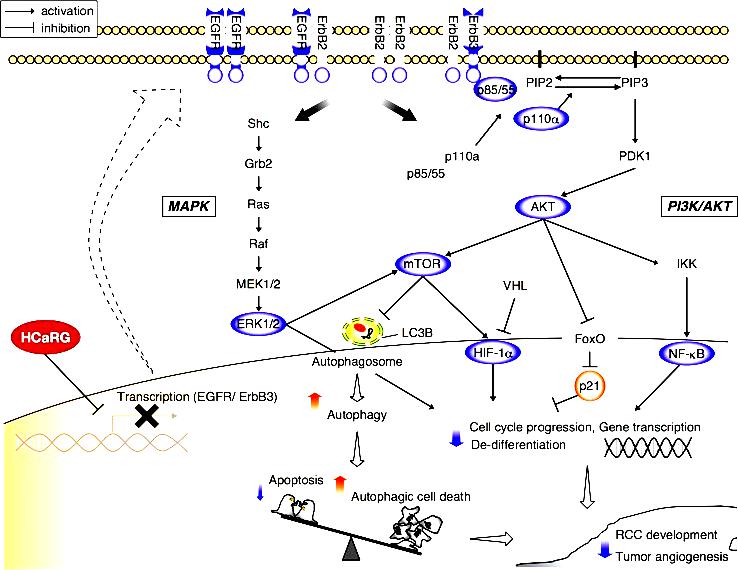 activation
inhibition
EGFR
EGFR
EGFR
ErbB2
ErbB2
ErbB2
ErbB2
ErbB3
p85/55
PIP2
PIP3
p110α
p110a
p85/55
PDK1
Shc
Grb2
Ras
Raf
MEK1/2
ERK1/2
MAPK
PI3K/AKT
AKT
mTOR
IKK
VHL
LC3B
HCaRG
FoxO
HIF-1α
NF-κB
Autophagosome
p21
Transcription (EGFR/ ErbB3)
Autophagy
Cell cycle progression, Gene transcription
De-differentiation
Apoptosis
Autophagic cell death
RCC development
Tumor angiogenesis